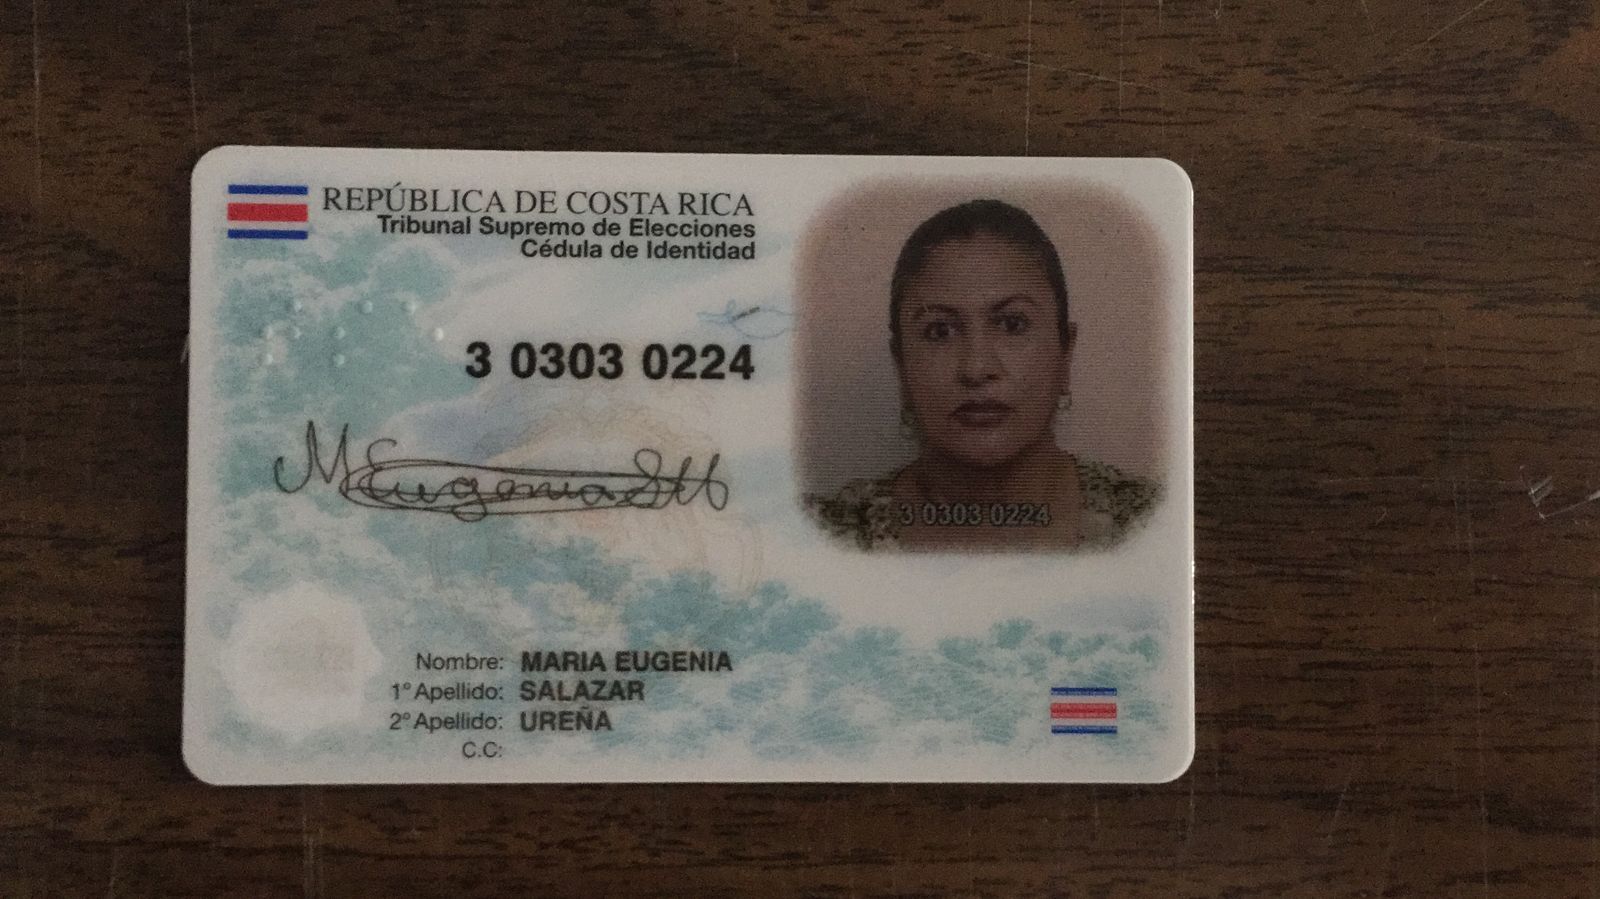 REPÚBLICA DE COSTA RICA
Tribunal Supremo de Elecciones
Cédula de Identidad
3 0303 0224
M Eugenia
3 0303 0224
Nombre: MARIA EUGENIA
1° Apellido: SALAZAR
2° Apellido: UREÑA
C.C: